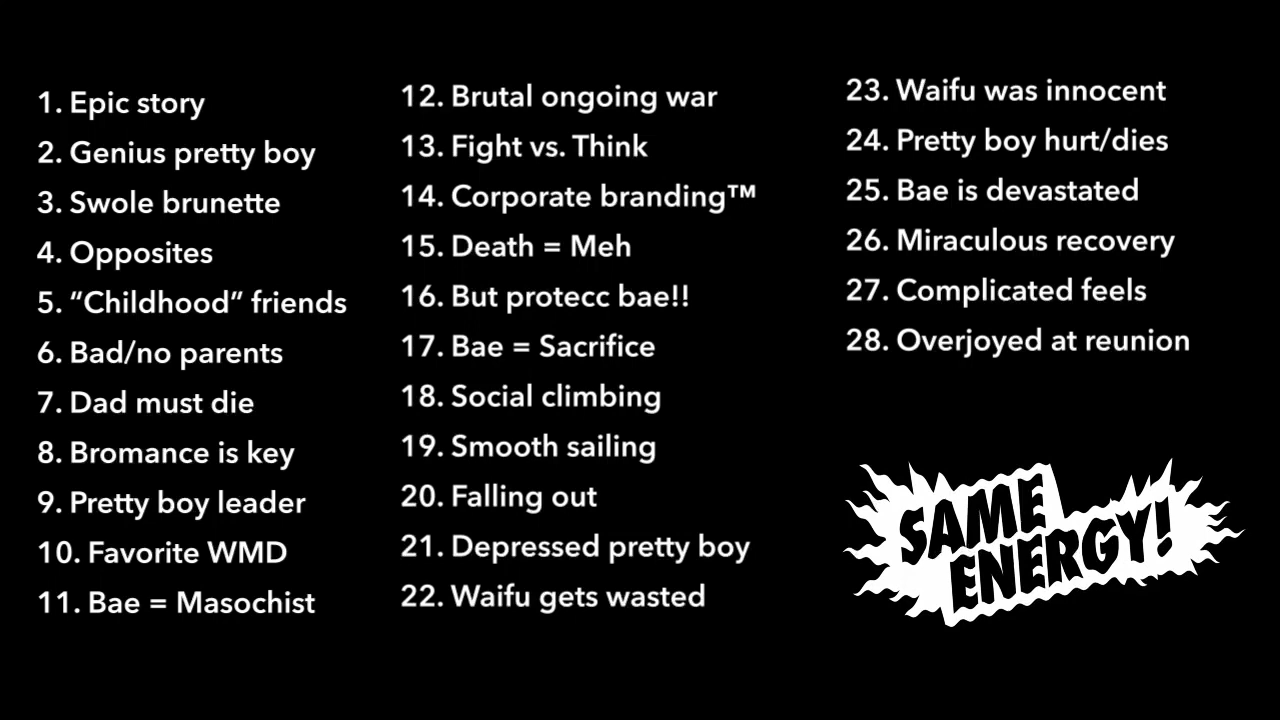 1. Epic story
2. Genius pretty boy
3. Swole brunette
4. Opposites
5. “Childhood” friends
6. Bad/no parents
7. Dad must die
8. Bromance is key
9. Pretty boy leader
10. Favorite WMD
11. Bae = Masochist
12. Brutal ongoing war
13. Fight vs. Think
14. Corporate branding™
15. Death = Meh
16. But protecc bae!!
17. Bae = Sacrifice
18. Social climbing
19. Smooth sailing
20. Falling out
21. Depressed pretty boy
22. Waifu gets wasted
23. Waifu was innocent
24. Pretty boy hurt/dies
25. Bae is devastated
26. Miraculous recovery
27. Complicated feels
28. Overjoyed at reunion
SAME
ENERGY!